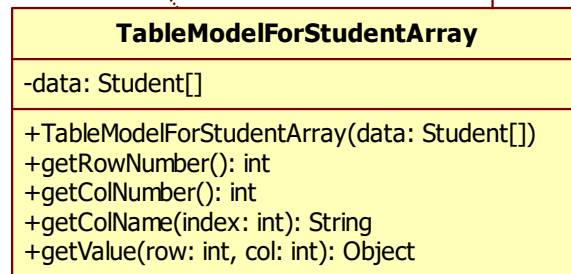 TableModelForStudentArray
-data: Student[]
+TableModelForStudentArray(data: Student[])
+getRowNumber(): int
+getColNumber(): int
+getColName(index: int): String
+getValue(row: int, col: int): Object